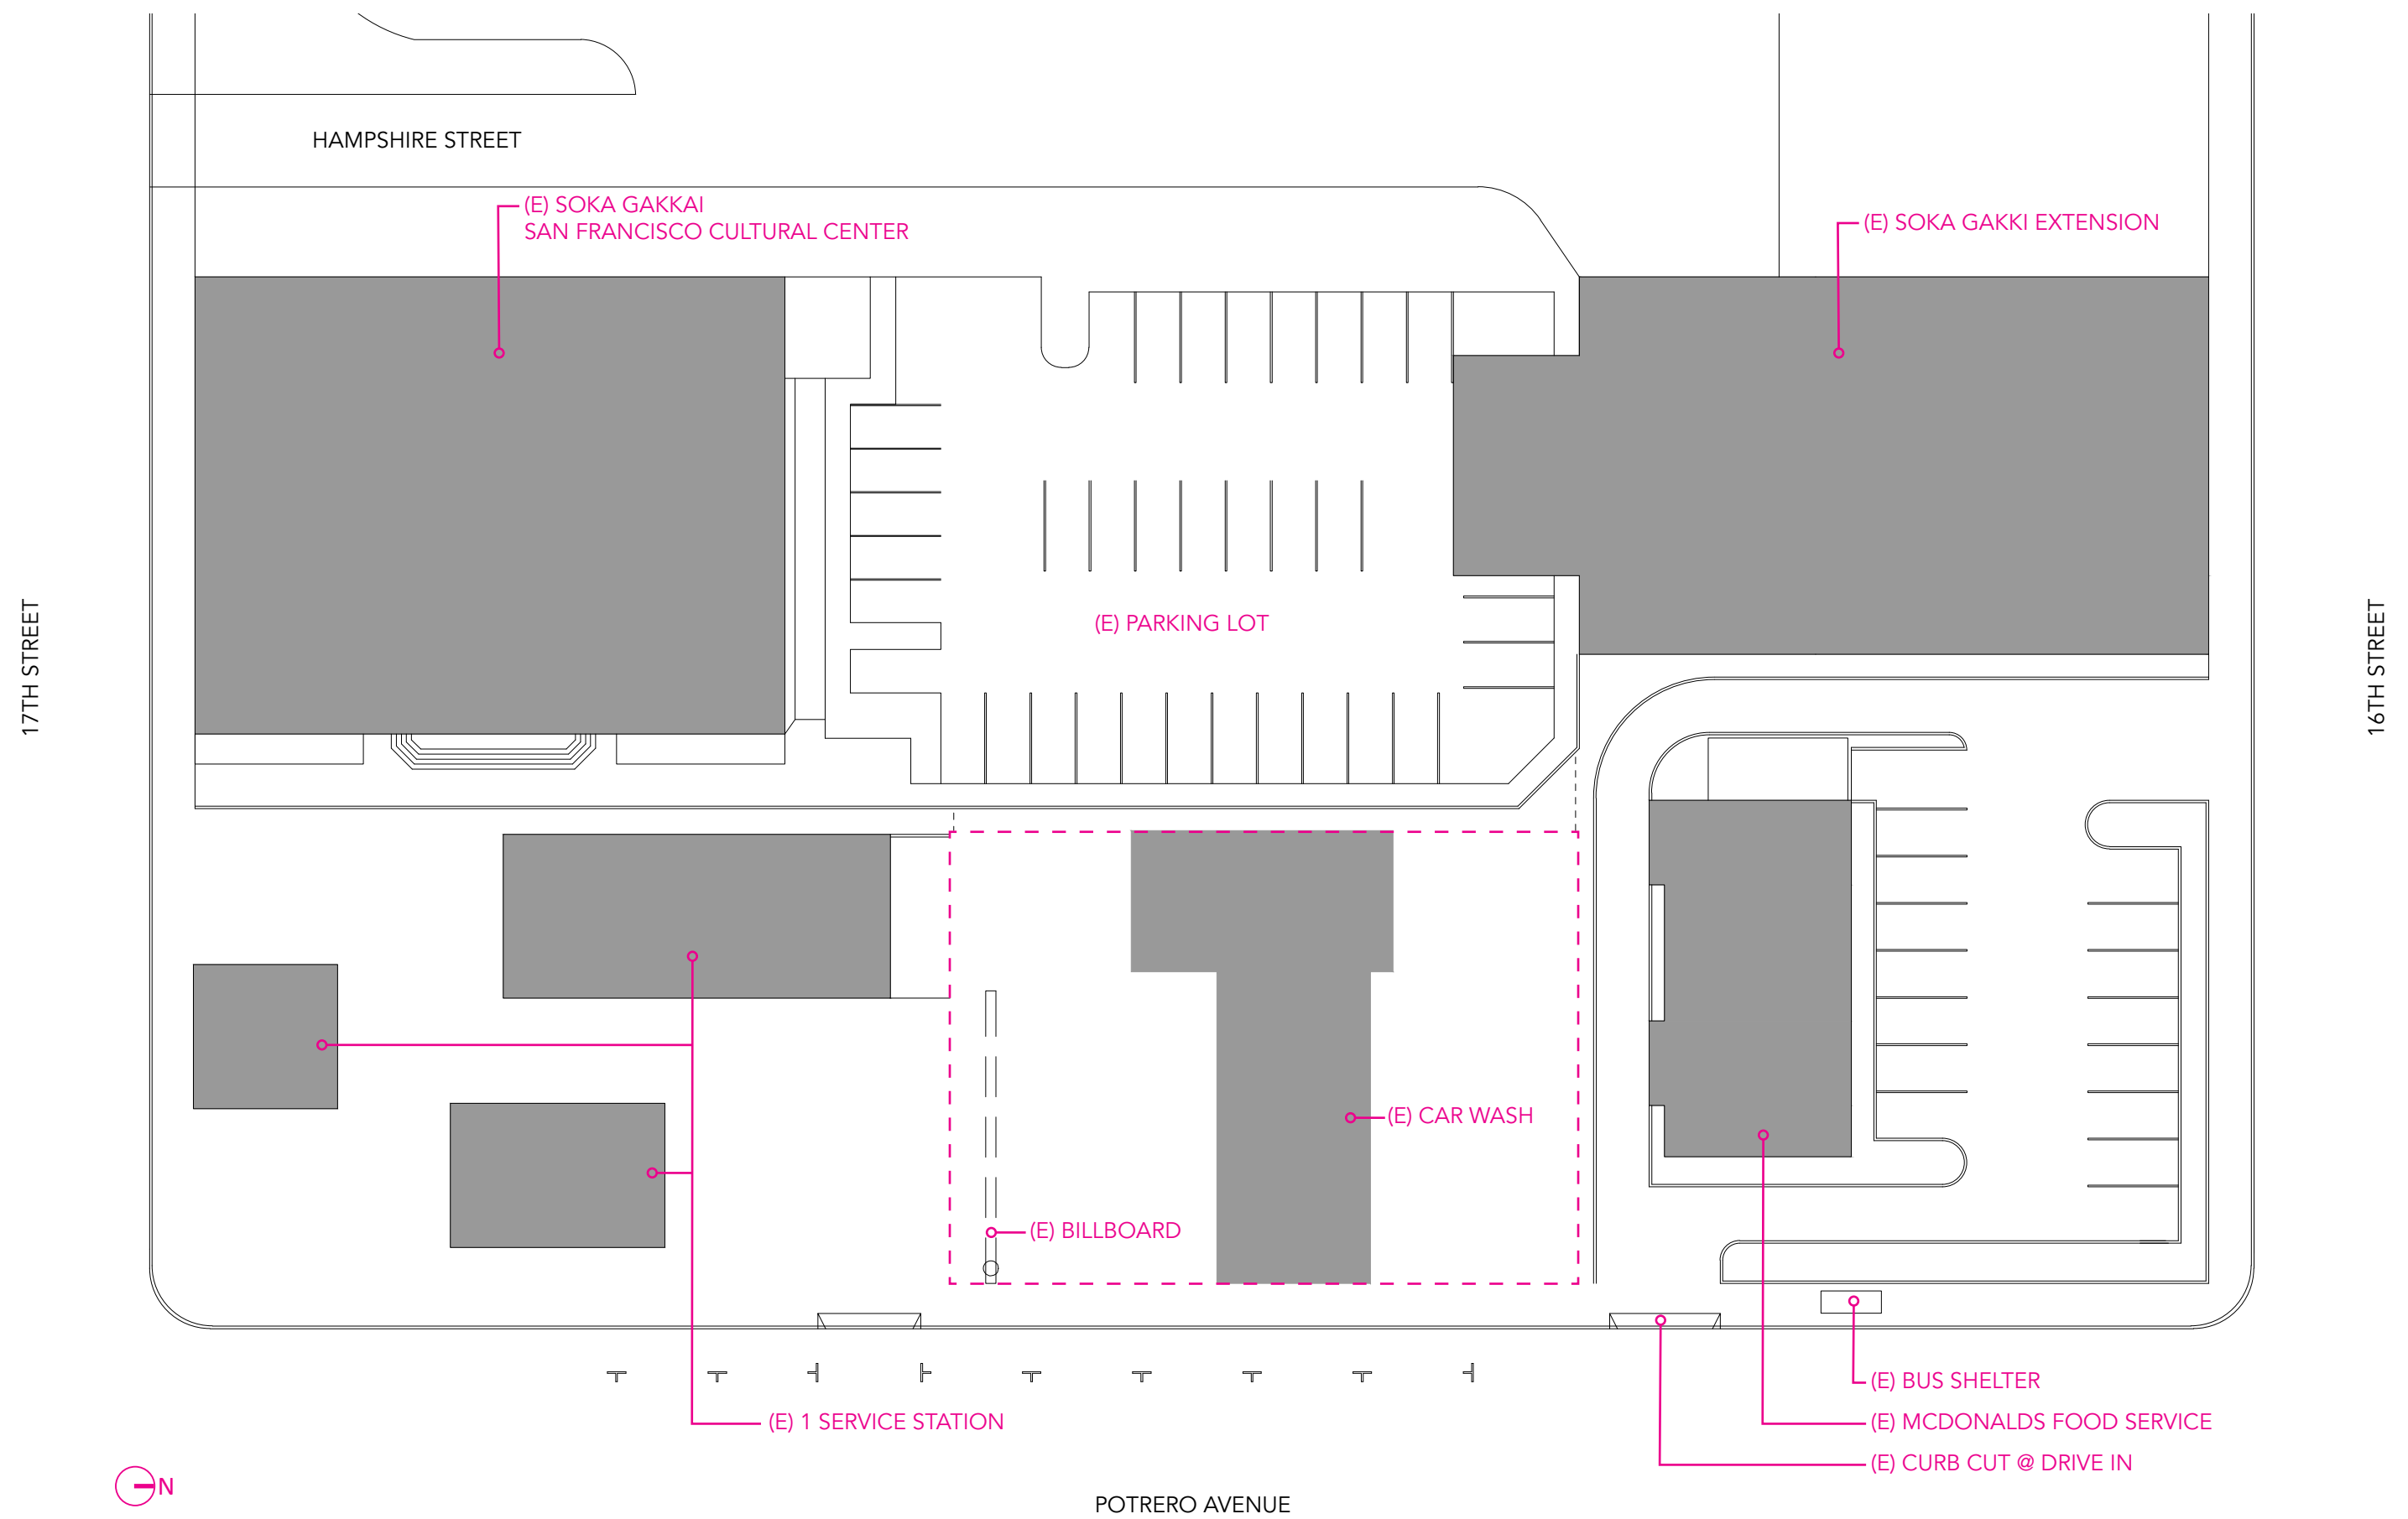 HAMPSHIRE STREET
(E) SOKA GAKKAI
SAN FRANCISCO CULTURAL CENTER
(E) SOKA GAKKI EXTENSION
17TH STREET
16TH STREET
(E) PARKING LOT
(E) CAR WASH
(E) BILLBOARD
(E) BUS SHELTER
(E) 1 SERVICE STATION
(E) MCDONALDS FOOD SERVICE
(E) CURB CUT @ DRIVE IN
N
POTRERO AVENUE